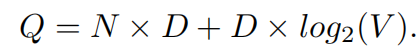 Q = N × D + D × log₂(V).